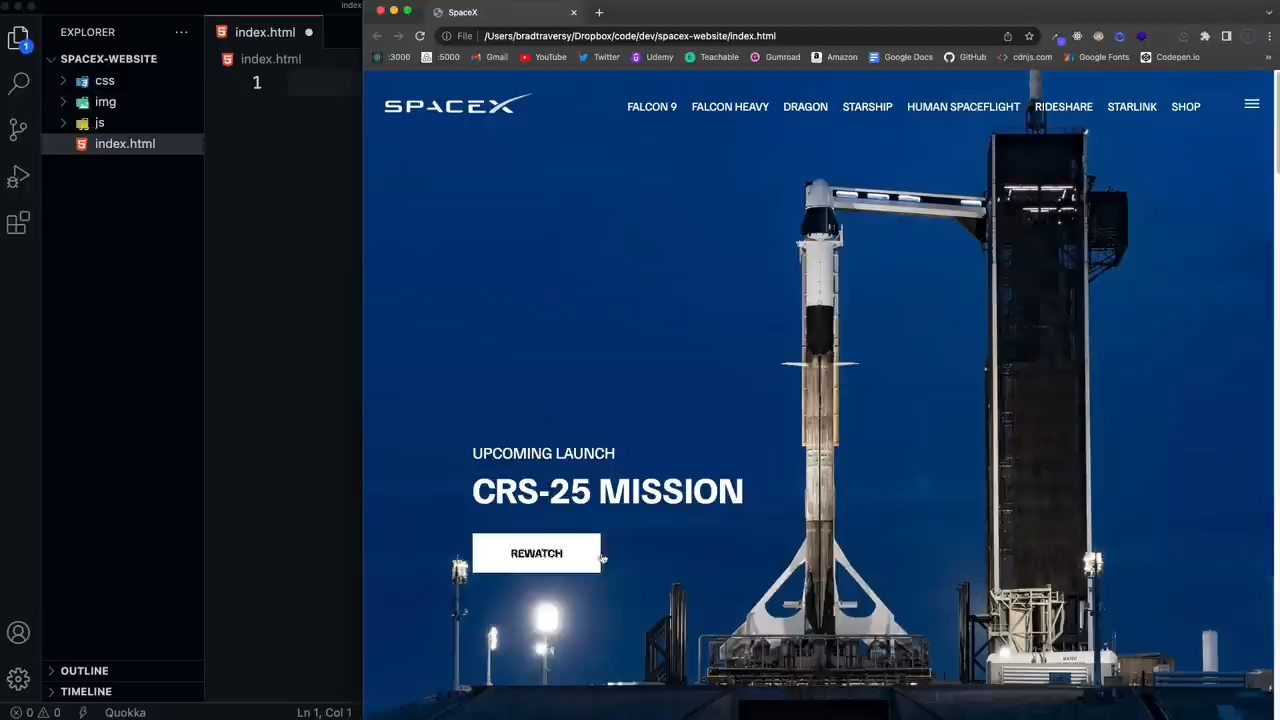 index
EXPLORER
SPACEX-WEBSITE
css
img
js
index.html
OUTLINE
TIMELINE
0 0 Quokka Ln 1, Col 1
1
index.html
index.html
1
SpaceX
File /Users/bradtraversy/Dropbox/code/dev/spacex-website/index.html
:3000 :5000 Gmail YouTube Twitter Udemy Teachable Gumroad Amazon Google Docs GitHub cdnjs.com Google Fonts Codepen.io
SPACEX FALCON 9 FALCON HEAVY DRAGON STARSHIP HUMAN SPACEFLIGHT RIDESHARE STARLINK SHOP
UPCOMING LAUNCH
CRS-25 MISSION
REWATCH
WATER